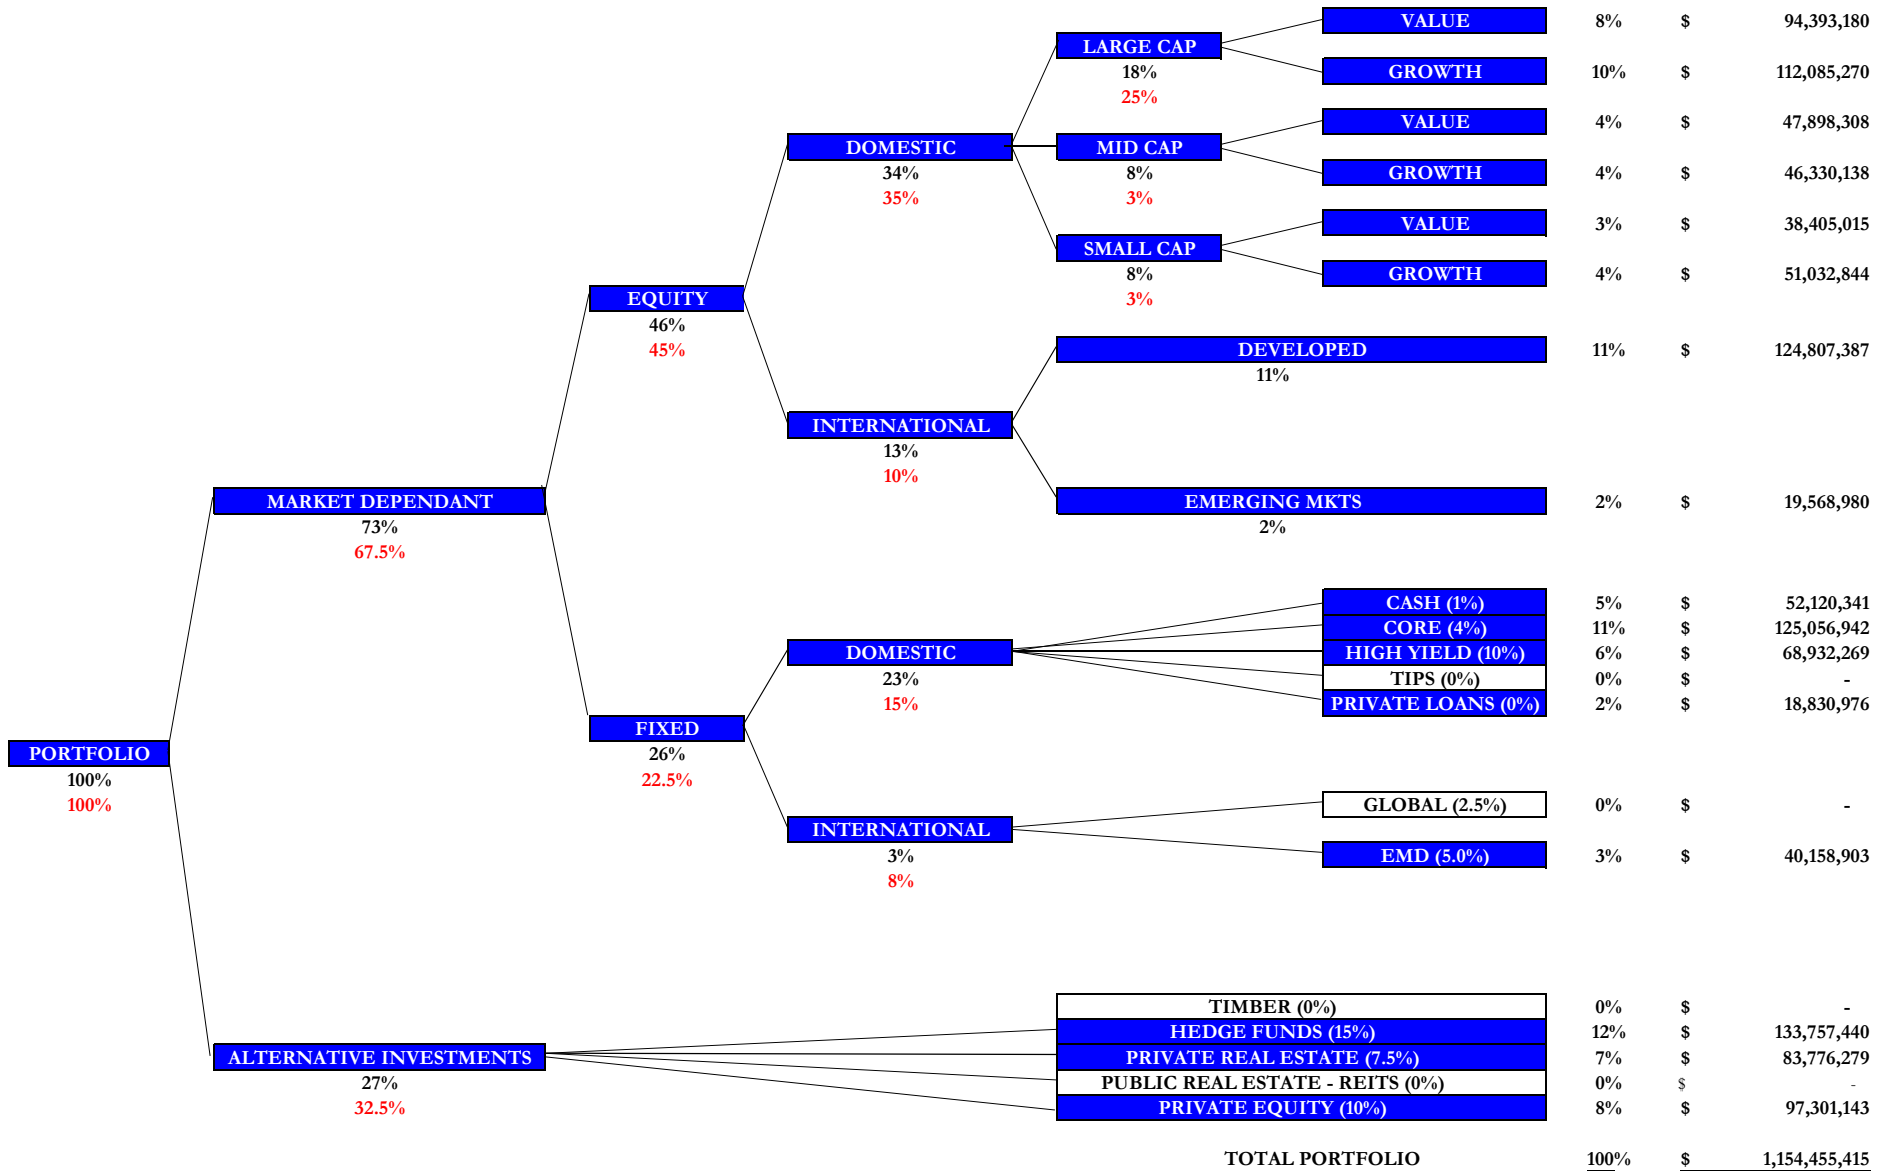 VALUE 8% $ 94,393,180
LARGE CAP
18%
25%
GROWTH 10% $ 112,085,270
VALUE 4% $ 47,898,308
DOMESTIC
34%
35%
MID CAP
8%
3%
GROWTH 4% $ 46,330,138
VALUE 3% $ 38,405,015
SMALL CAP
8%
3%
GROWTH 4% $ 51,032,844
EQUITY
46%
45%
DEVELOPED 11% $ 124,807,387
11%
INTERNATIONAL
13%
10%
MARKET DEPENDANT
73%
67.5%
EMERGING MKTS 2% $ 19,568,980
2%
CASH (1%) 5% $ 52,120,341
CORE (4%) 11% $ 125,056,942
DOMESTIC
23%
15%
HIGH YIELD (10%) 6% $ 68,932,269
TIPS (0%) 0% $ -
PRIVATE LOANS (0%) 2% $ 18,830,976
FIXED
26%
22.5%
PORTFOLIO
100%
100%
GLOBAL (2.5%) 0% $ -
INTERNATIONAL
3%
8%
EMD (5.0%) 3% $ 40,158,903
TIMBER (0%) 0% $ -
HEDGE FUNDS (15%) 12% $ 133,757,440
ALTERNATIVE INVESTMENTS
27%
32.5%
PRIVATE REAL ESTATE (7.5%) 7% $ 83,776,279
PUBLIC REAL ESTATE - REITS (0%) 0% $ -
PRIVATE EQUITY (10%) 8% $ 97,301,143
TOTAL PORTFOLIO 100% $ 1,154,455,415